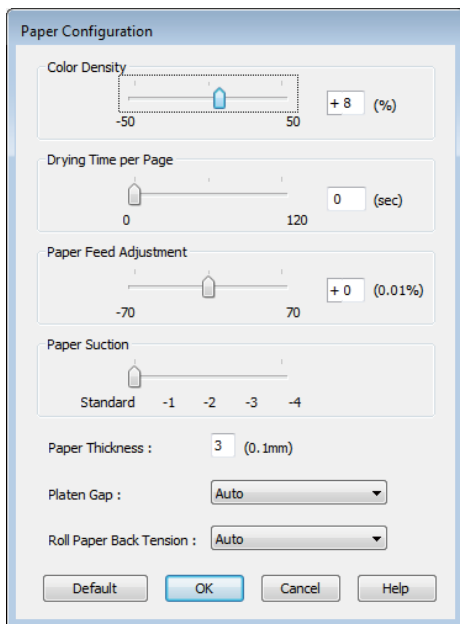 Paper Configuration
Color Density
+ 8 (%)
-50 50
Drying Time per Page
0 (sec)
0 120
Paper Feed Adjustment
+ 0 (0.01%)
-70 70
Paper Suction
Standard -1 -2 -3 -4
Paper Thickness : 3 (0.1mm)
Platen Gap : Auto
Roll Paper Back Tension : Auto
Default OK Cancel Help